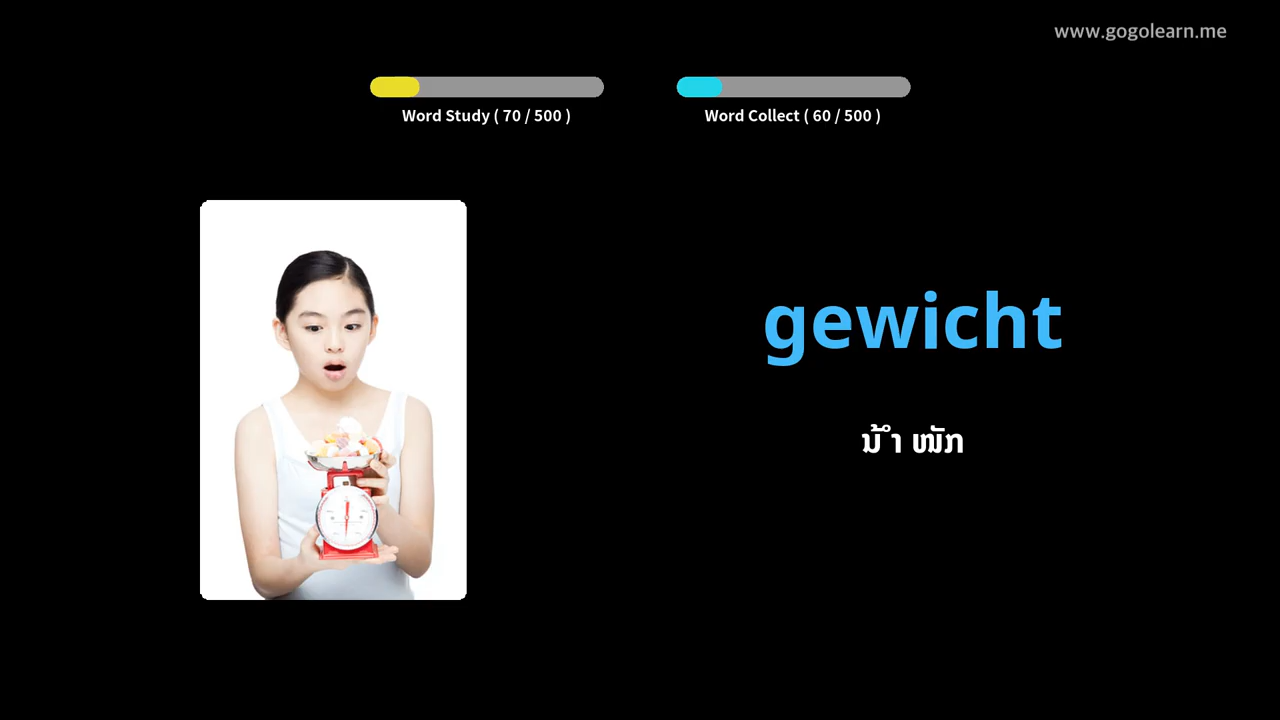 www.gogolearn.me
Word Study ( 70 / 500 )
Word Collect ( 60 / 500 )
gewicht
ນ້ ຳ ໜັກ